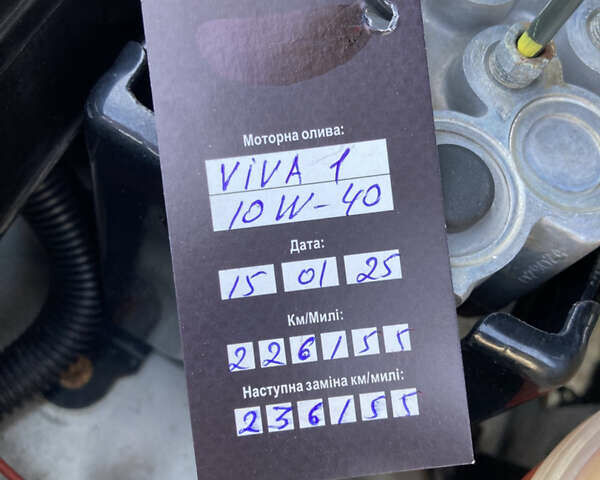 Моторна олива:
VIVA 1
10W-40
Дата:
15 01 25
Км/Милі:
226155
Наступна заміна км/милі:
236155